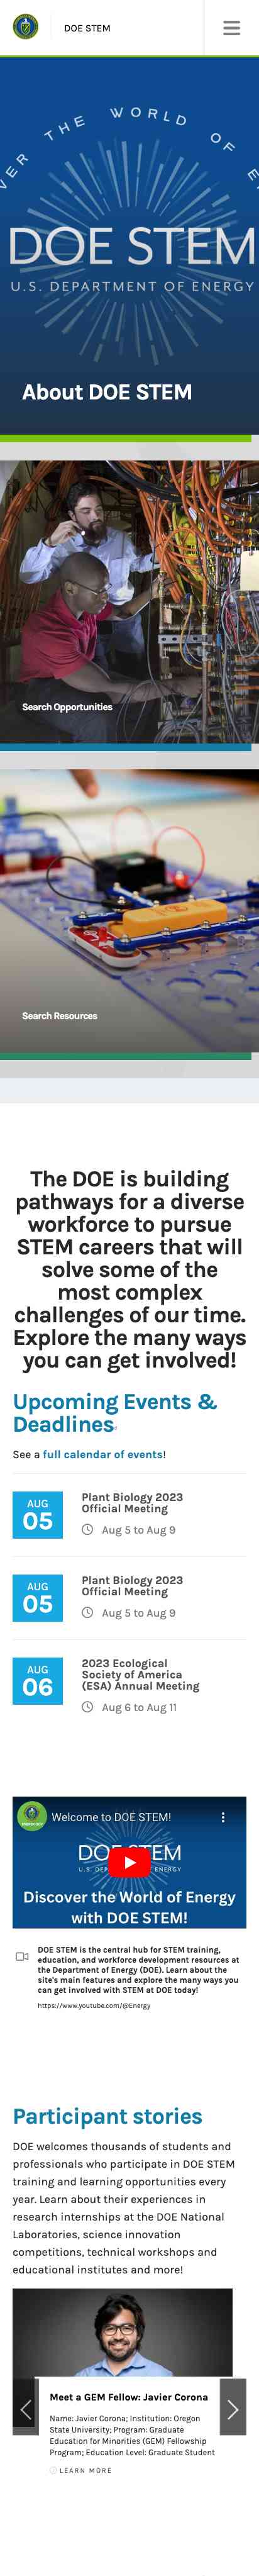 DOE STEM
THE WORLD OF
DOE STEM
U.S. DEPARTMENT OF ENERGY
About DOE STEM
Search Opportunities
Search Resources
The DOE is building
pathways for a diverse
workforce to pursue
STEM careers that will
solve some of the
most complex
challenges of our time.
Explore the many ways
you can get involved!
Upcoming Events &
Deadlines
See a full calendar of events!
AUG
05
Plant Biology 2023
Official Meeting
Aug 5 to Aug 9
AUG
05
Plant Biology 2023
Official Meeting
Aug 5 to Aug 9
AUG
06
2023 Ecological
Society of America
(ESA) Annual Meeting
Aug 6 to Aug 11
Welcome to DOE STEM!
Discover the World of Energy
with DOE STEM!
DOE STEM is the central hub for STEM training,
education, and workforce development resources at
the Department of Energy (DOE). Learn about the
site's main features and explore the many ways you
can get involved with STEM at DOE today!
https://www.youtube.com/@Energy
Participant stories
DOE welcomes thousands of students and
professionals who participate in DOE STEM
training and learning opportunities every
year. Learn about their experiences in
research internships at the DOE National
Laboratories, science innovation
competitions, technical workshops and
educational institutes and more!
Meet a GEM Fellow: Javier Corona
Name: Javier Corona; Institution: Oregon
State University; Program: Graduate
Education for Minorities (GEM) Fellowship
Program; Education Level: Graduate Student
LEARN MORE